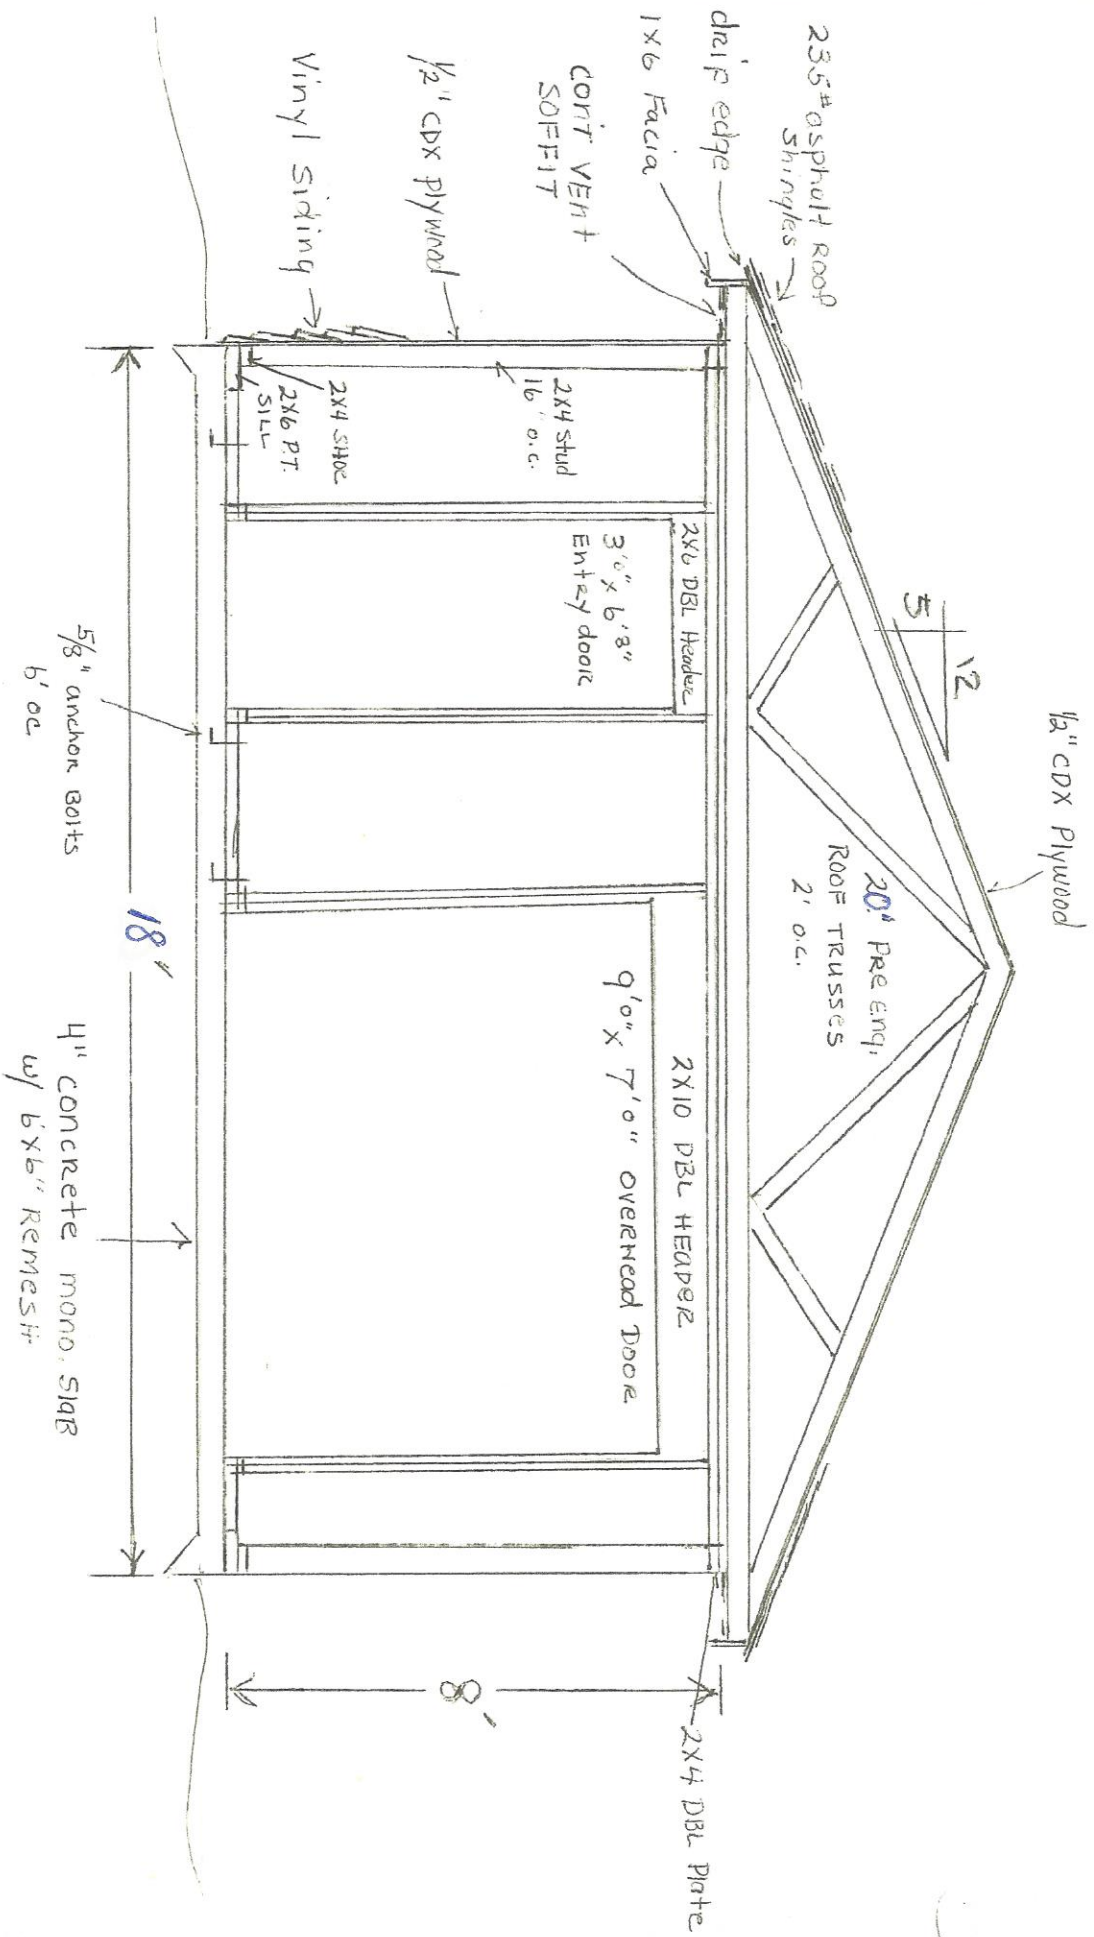 1/2" CDX Plywood
235# asphalt Roof
shingles
drip edge
1x6 Facia
CONT VENt
SOFFIT
1/2" CDX plywood
Vinyl Siding
5
12
20" PRE ENG.
ROOF TRUSSES
2' o.c.
2X4 stud
16" o.c.
2X4 SHOE
2X6 P.T.
SILL
2X6 DBL Header
3'0" x 6'8"
Entry door
2X10 DBL HEADER
9'0" x 7'0" OVERHEAD DOOR
8'
2X4 DBL Plate
18'
5/8" anchor Bolts
6' oc
4" concrete mono. SlaB
w/ 6x6" REMESH